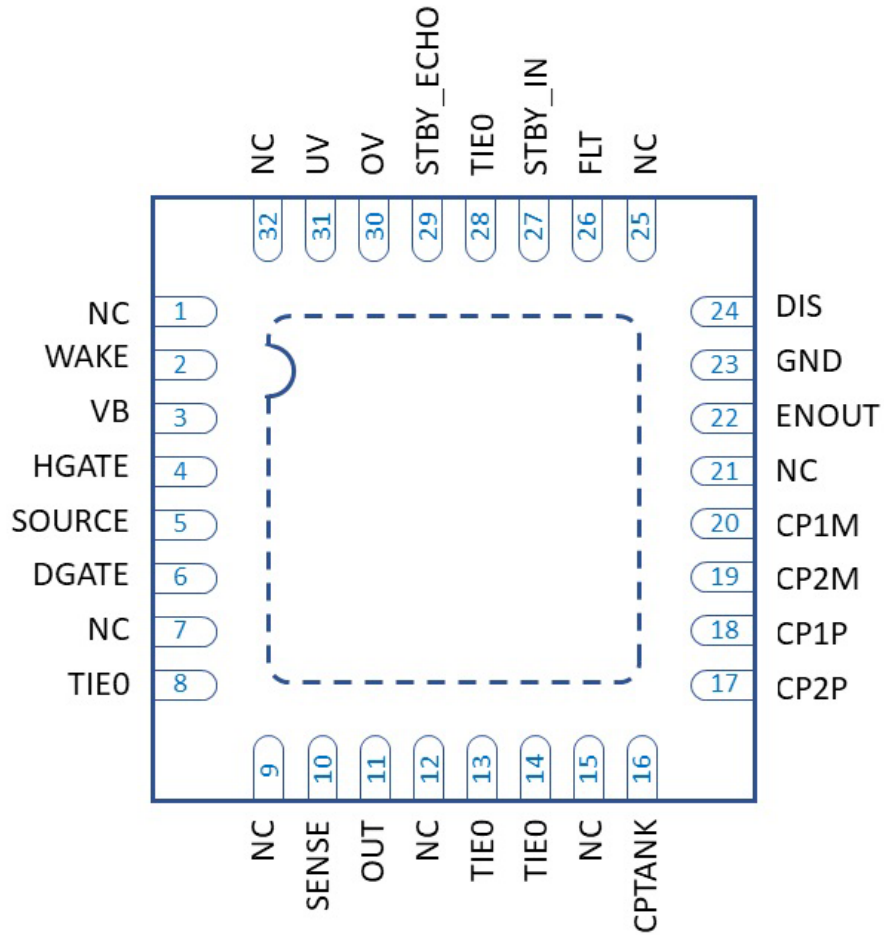 NC
UV
OV
STBY_ECHO
TIE0
STBY_IN
FLT
NC
32
31
30
29
28
27
26
25
NC 1
WAKE 2
VB 3
HGATE 4
SOURCE 5
DGATE 6
NC 7
TIE0 8
24 DIS
23 GND
22 ENOUT
21 NC
20 CP1M
19 CP2M
18 CP1P
17 CP2P
9
10
11
12
13
14
15
16
NC
SENSE
OUT
NC
TIE0
TIE0
NC
CPTANK